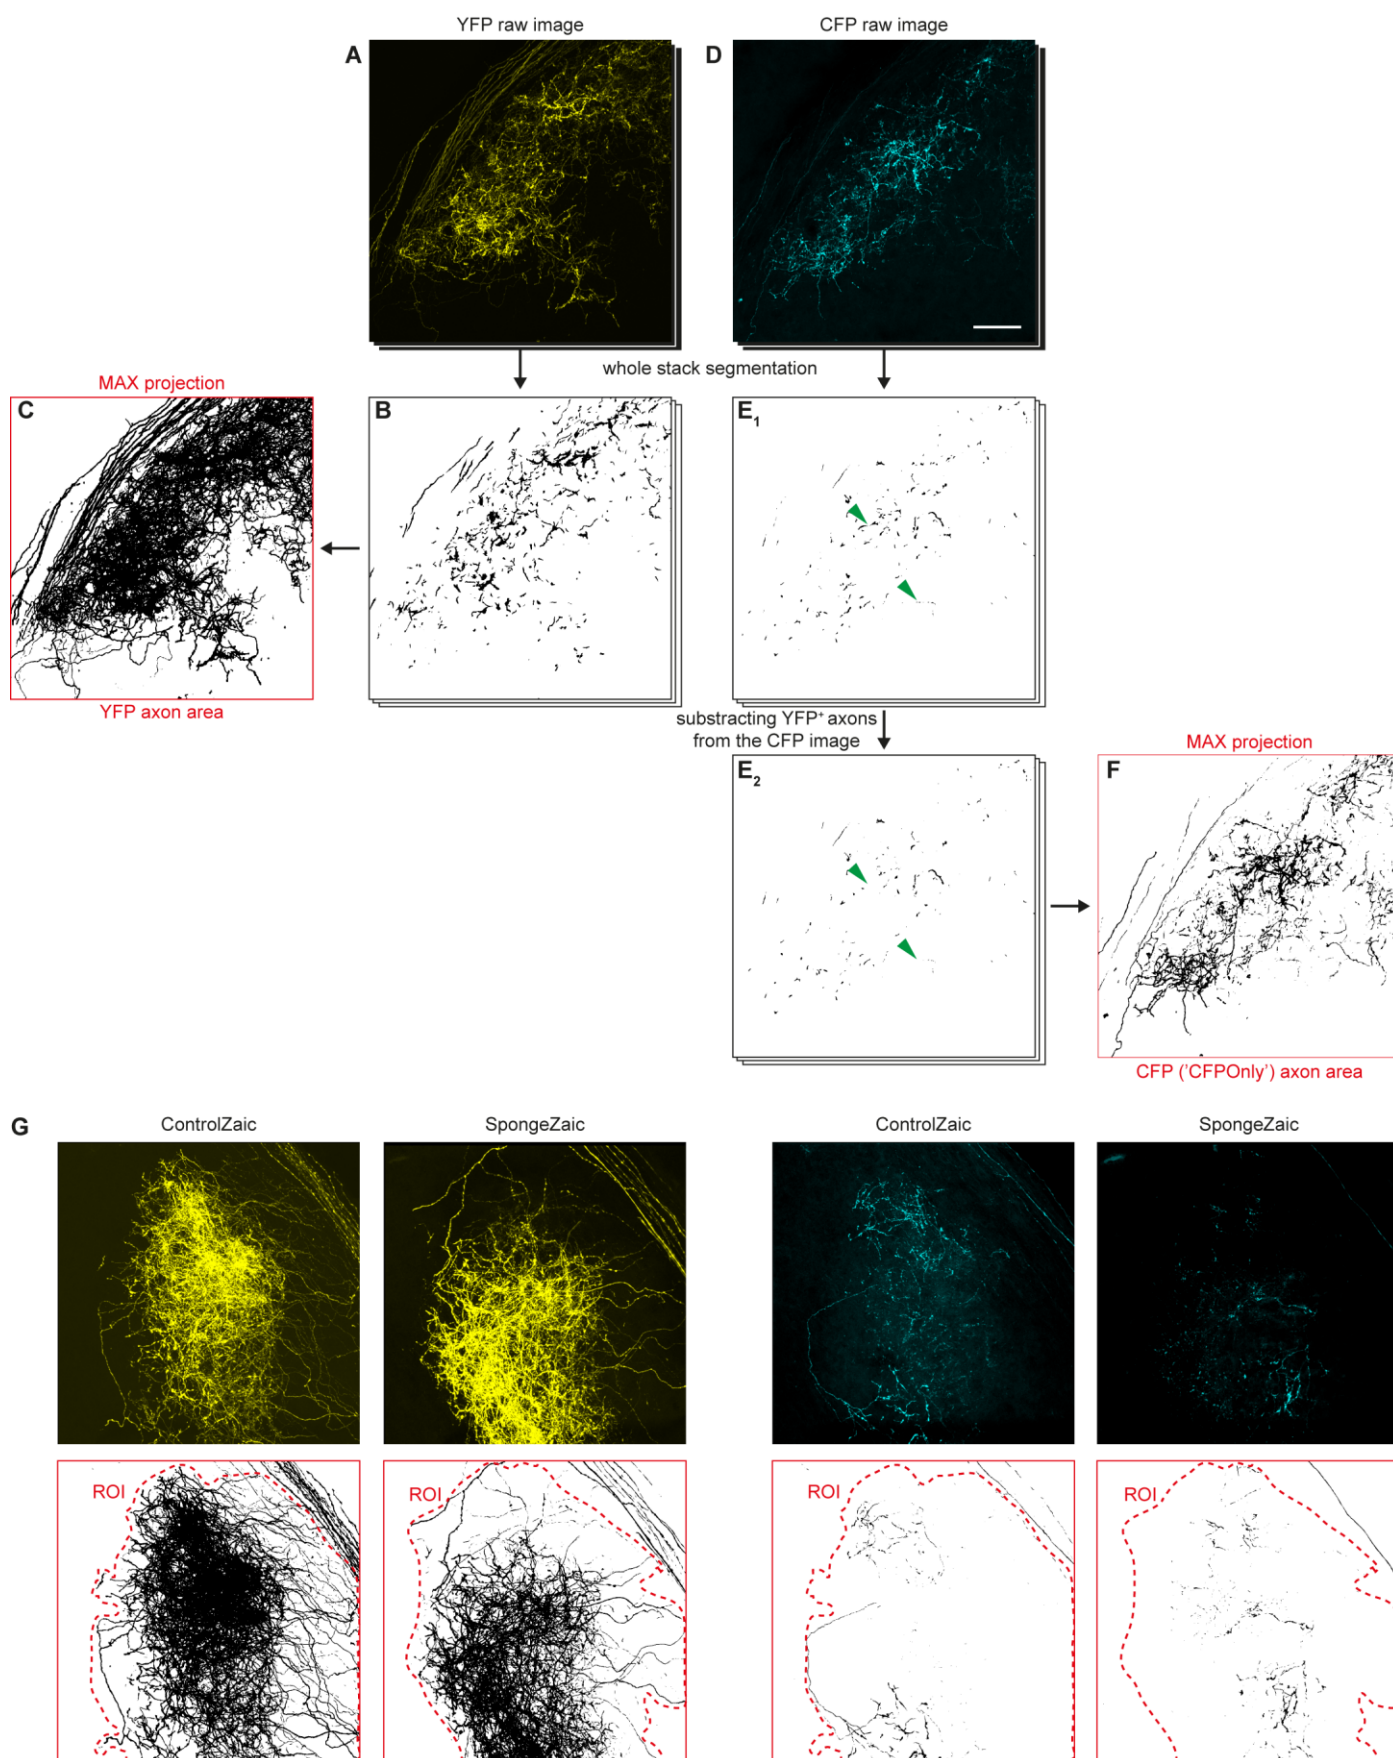 YFP raw image
CFP raw image
A
D
whole stack segmentation
MAX projection
C
B
E1
YFP axon area
substracting YFP+ axons
from the CFP image
MAX projection
E2
F
CFP ('CFPOnly') axon area
G
ControlZaic
SpongeZaic
ControlZaic
SpongeZaic
ROI
ROI
ROI
ROI